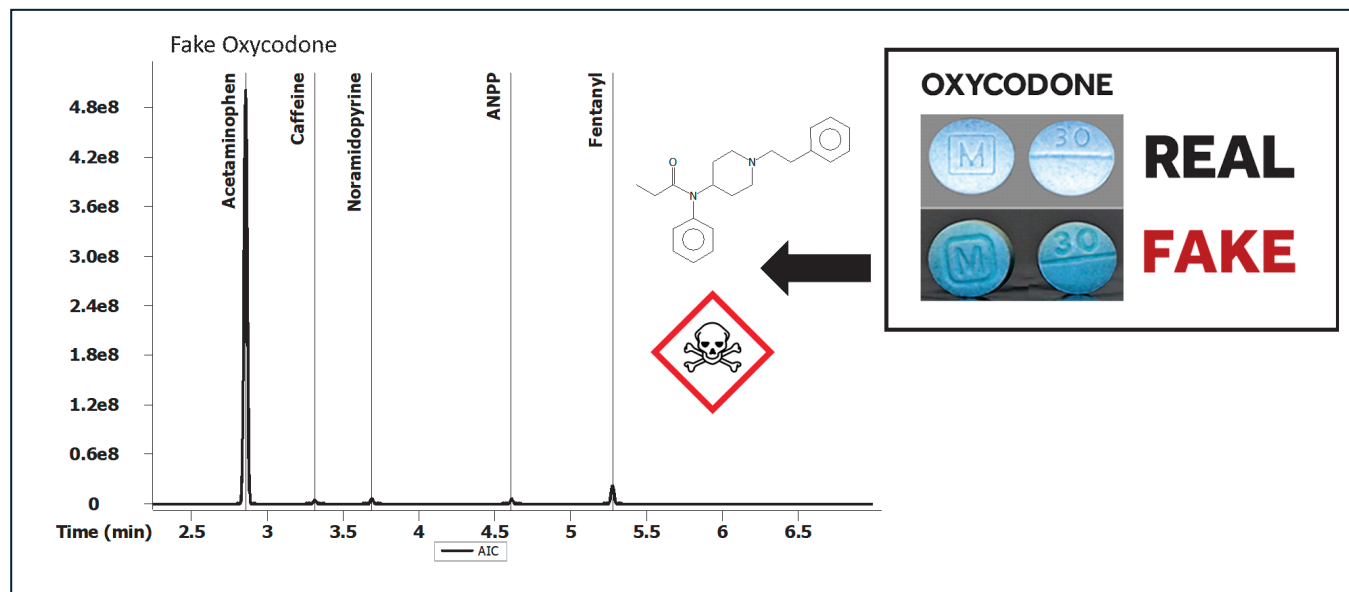 Fake Oxycodone
4.8e8
4.2e8
3.6e8
3.0e8
2.4e8
1.8e8
1.2e8
0.6e8
0
Acetaminophen
Caffeine
Noramidopyrine
ANPP
Fentanyl
Time (min)
2.5 3 3.5 4 4.5 5 5.5 6 6.5
AIC
O
N
N
OXYCODONE
M 30
REAL
M 30
FAKE